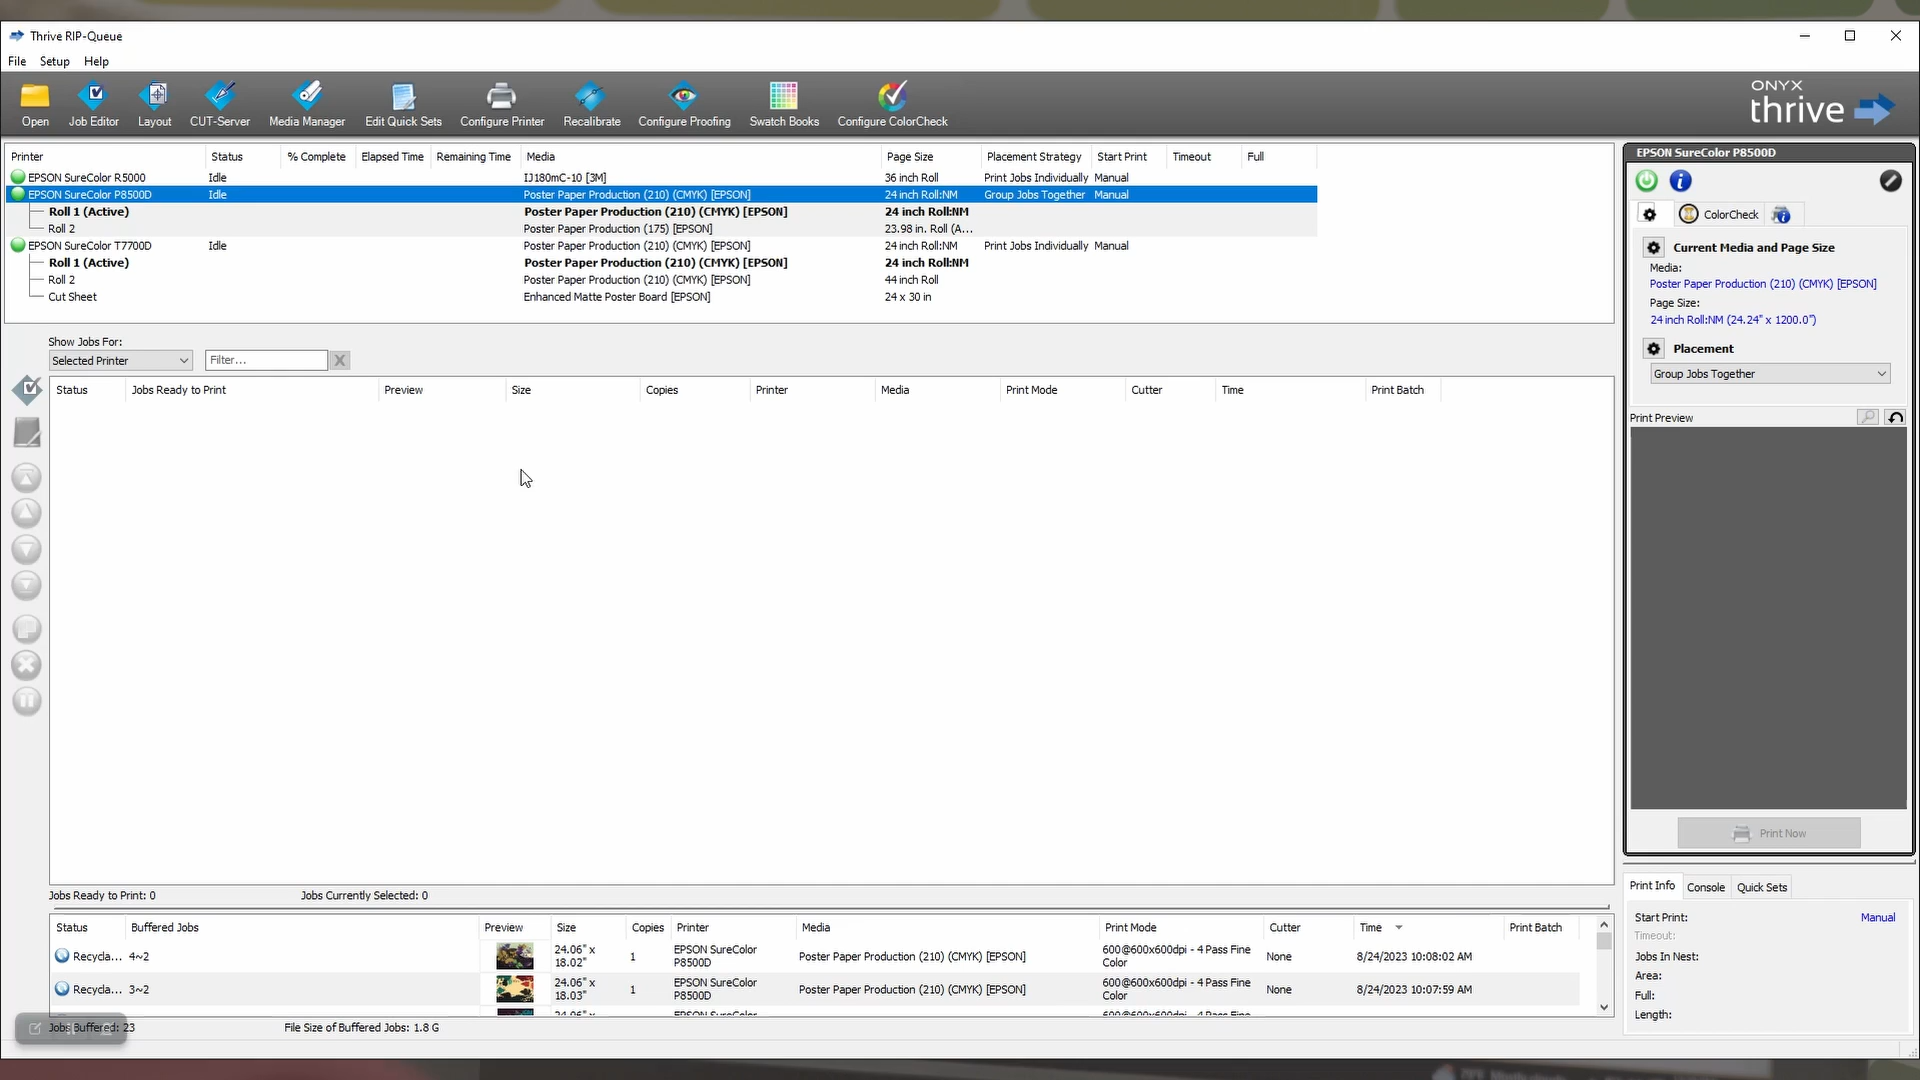 Thrive RIP-Queue
File Setup Help
Open Job Editor Layout CUT-Server Media Manager Edit Quick Sets Configure Printer Recalibrate Configure Proofing Swatch Books Configure ColorCheck
ONYX
thrive
Printer Status % Complete Elapsed Time Remaining Time Media Page Size Placement Strategy Start Print Timeout Full
EPSON SureColor R5000 Idle IJ180mC-10 [3M] 36 inch Roll Print Jobs Individually Manual
EPSON SureColor P8500D Idle Poster Paper Production (210) (CMYK) [EPSON] 24 inch Roll:NM Group Jobs Together Manual
Roll 1 (Active) Poster Paper Production (210) (CMYK) [EPSON] 24 inch Roll:NM
Roll 2 Poster Paper Production (175) [EPSON] 23.98 in. Roll (A...
EPSON SureColor T7700D Idle Poster Paper Production (210) (CMYK) [EPSON] 24 inch Roll:NM Print Jobs Individually Manual
Roll 1 (Active) Poster Paper Production (210) (CMYK) [EPSON] 24 inch Roll:NM
Roll 2 Poster Paper Production (210) (CMYK) [EPSON] 44 inch Roll
Cut Sheet Enhanced Matte Poster Board [EPSON] 24 x 30 in
Show Jobs For:
Selected Printer Filter...
Status Jobs Ready to Print Preview Size Copies Printer Media Print Mode Cutter Time Print Batch
Jobs Ready to Print: 0 Jobs Currently Selected: 0
Status Buffered Jobs Preview Size Copies Printer Media Print Mode Cutter Time Print Batch
Recycla... 4~2 24.06" x 18.02" 1 EPSON SureColor P8500D Poster Paper Production (210) (CMYK) [EPSON] 600@600x600dpi - 4 Pass Fine Color None 8/24/2023 10:08:02 AM
Recycla... 3~2 24.06" x 18.03" 1 EPSON SureColor P8500D Poster Paper Production (210) (CMYK) [EPSON] 600@600x600dpi - 4 Pass Fine Color None 8/24/2023 10:07:59 AM
Jobs Buffered: 23 File Size of Buffered Jobs: 1.8 G
EPSON SureColor P8500D
ColorCheck
Current Media and Page Size
Media:
Poster Paper Production (210) (CMYK) [EPSON]
Page Size:
24 inch Roll:NM (24.24" x 1200.0")
Placement
Group Jobs Together
Print Preview
Print Now
Print Info Console Quick Sets
Start Print: Manual
Timeout:
Jobs In Nest:
Area:
Full:
Length: